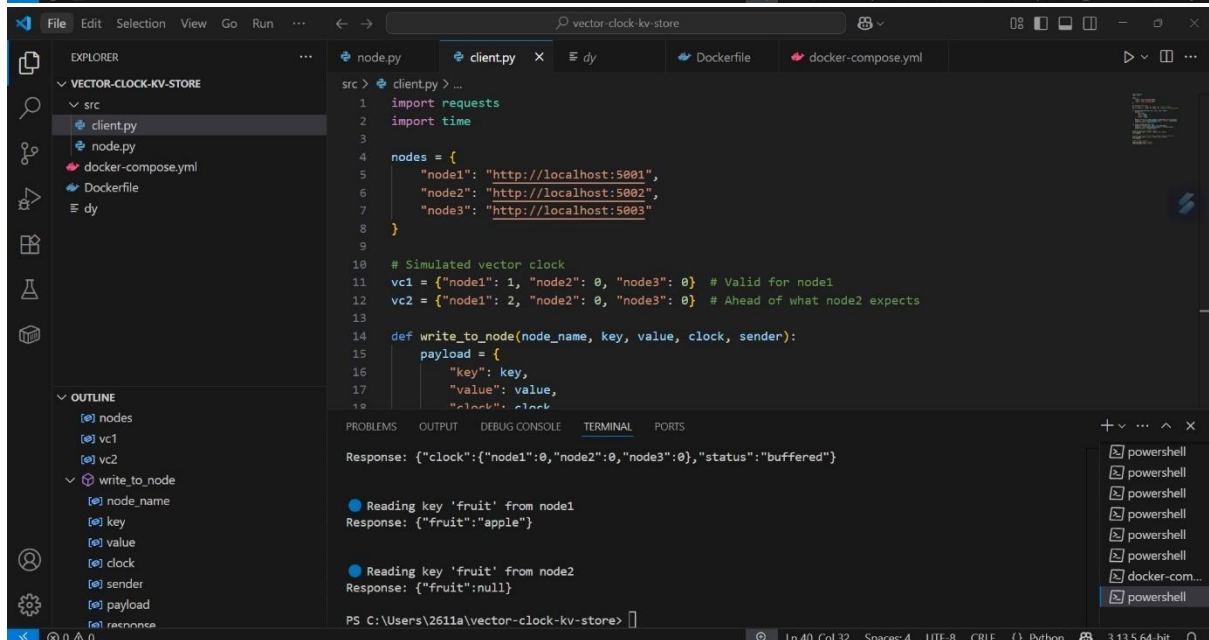 File Edit Selection View Go Run ... vector-clock-kv-store
EXPLORER ...
VECTOR-CLOCK-KV-STORE
src
client.py
node.py
docker-compose.yml
Dockerfile
dy
OUTLINE
nodes
vc1
vc2
write_to_node
node_name
key
value
clock
sender
payload
response
node.py client.py dy Dockerfile docker-compose.yml
src > client.py > ...
1 import requests
2 import time
3
4 nodes = {
5 "node1": "http://localhost:5001",
6 "node2": "http://localhost:5002",
7 "node3": "http://localhost:5003"
8 }
9
10 # Simulated vector clock
11 vc1 = {"node1": 1, "node2": 0, "node3": 0} # Valid for node1
12 vc2 = {"node1": 2, "node2": 0, "node3": 0} # Ahead of what node2 expects
13
14 def write_to_node(node_name, key, value, clock, sender):
15 payload = {
16 "key": key,
17 "value": value,
18 "clock": clock
PROBLEMS OUTPUT DEBUG CONSOLE TERMINAL PORTS
Response: {"clock":{"node1":0,"node2":0,"node3":0},"status":"buffered"}
Reading key 'fruit' from node1
Response: {"fruit":"apple"}
Reading key 'fruit' from node2
Response: {"fruit":null}
PS C:\Users\2611a\vector-clock-kv-store>
powershell
powershell
powershell
powershell
powershell
powershell
docker-com...
powershell
0 0 Ln 40, Col 32 Spaces: 4 UTF-8 CRLF {} Python 3.13.5 64-bit